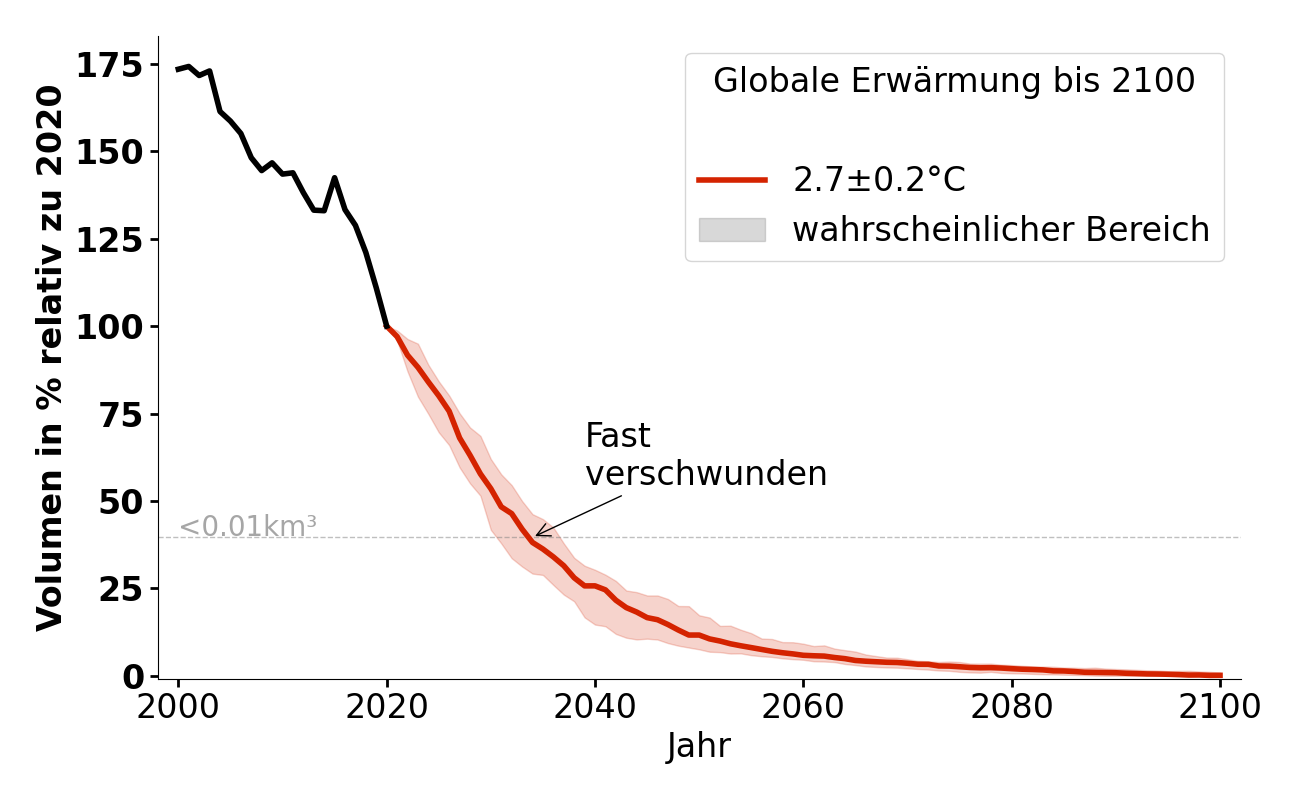 Globale Erwärmung bis 2100
2.7±0.2°C
wahrscheinlicher Bereich
Volumen in % relativ zu 2020
175
150
125
100
75
50
25
0
Fast
verschwunden
<0.01km³
2000 2020 2040 2060 2080 2100
Jahr